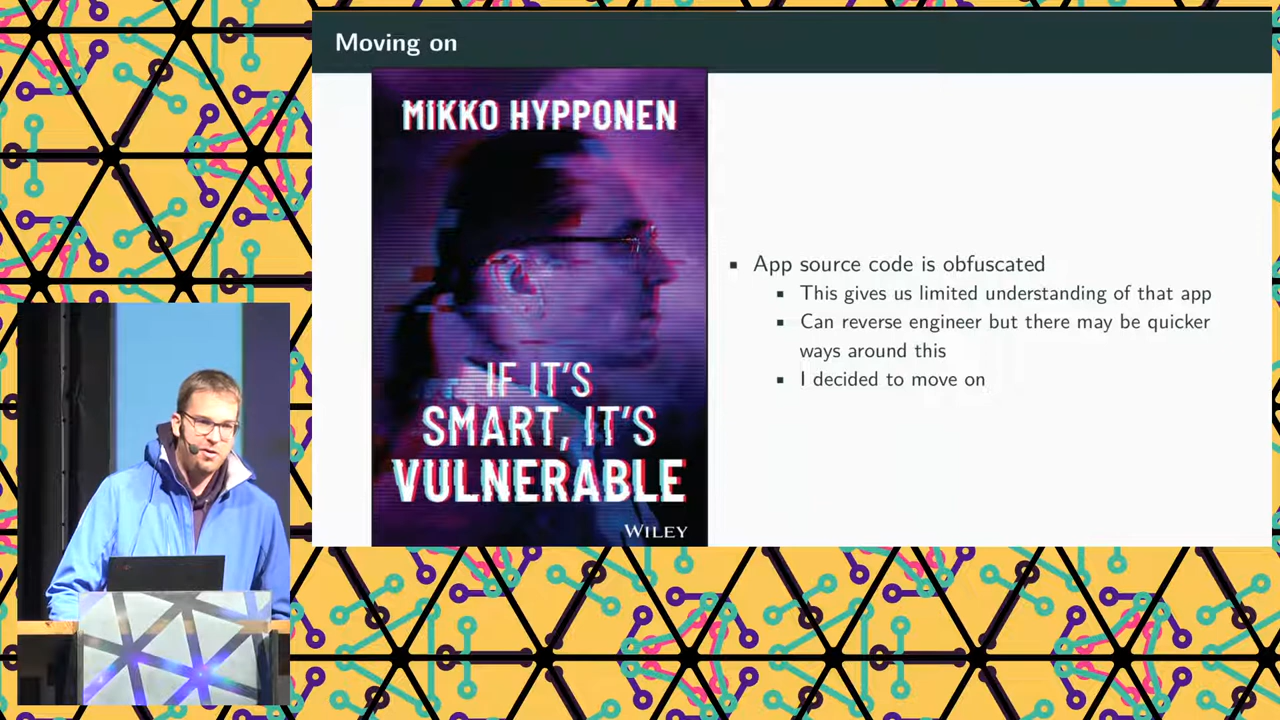 Moving on
MIKKO HYPPONEN
IF IT'S
SMART, IT'S
VULNERABLE
WILEY
App source code is obfuscated
This gives us limited understanding of that app
Can reverse engineer but there may be quicker
ways around this
I decided to move on